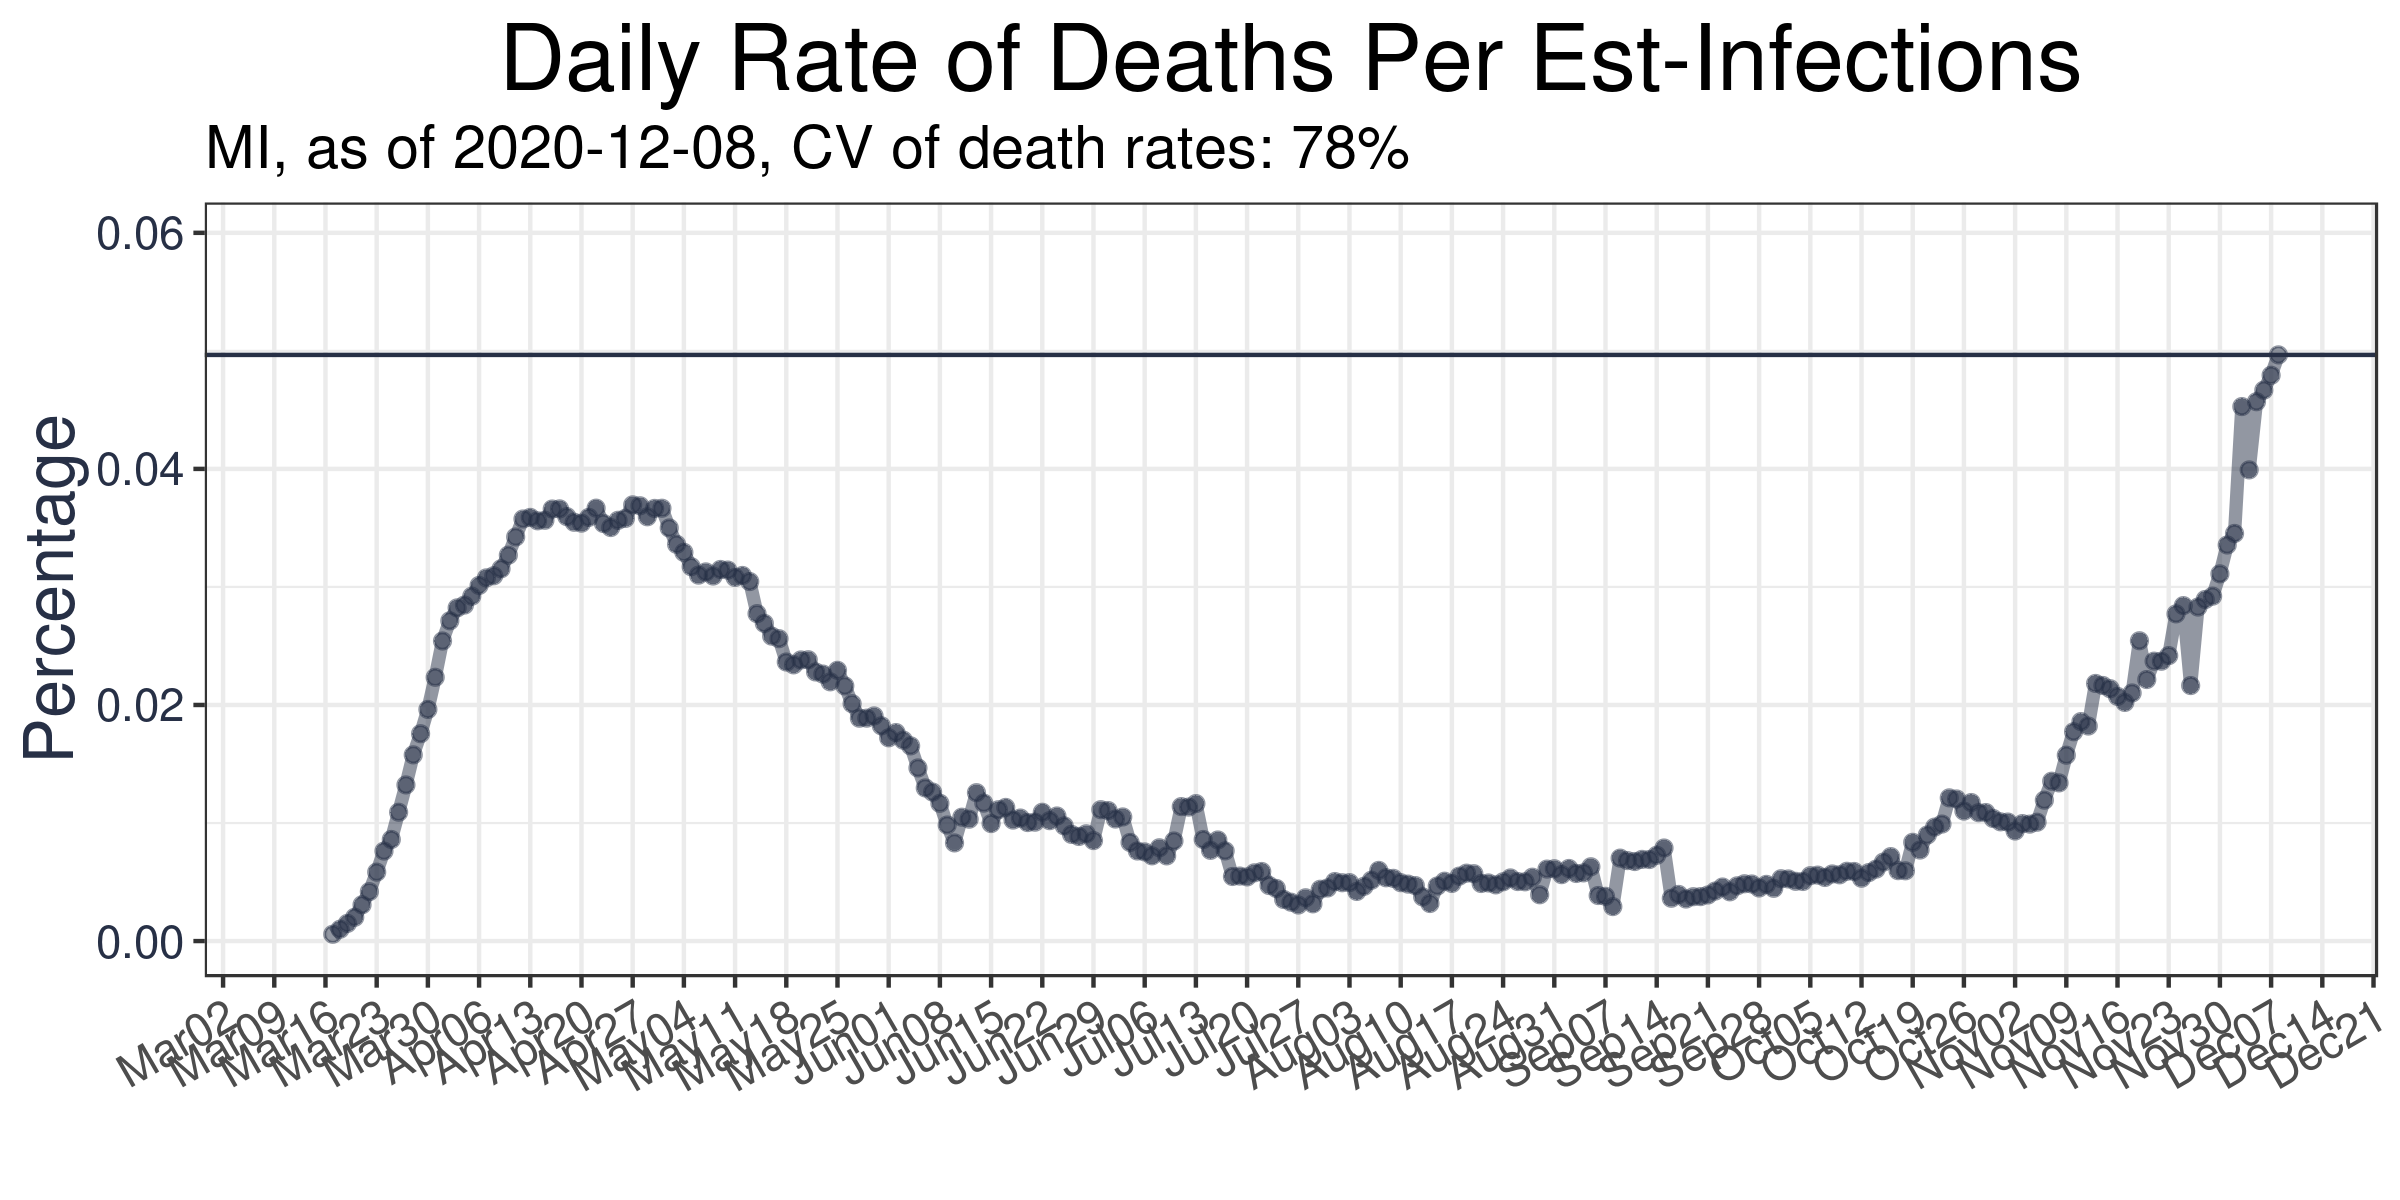 Daily Rate of Deaths Per Est-Infections
MI, as of 2020-12-08, CV of death rates: 78%
Percentage
0.06
0.04
0.02
0.00
Mar02
Mar09
Mar16
Mar23
Mar30
Apr06
Apr13
Apr20
Apr27
May04
May11
May18
May25
Jun01
Jun08
Jun15
Jun22
Jun29
Jul06
Jul13
Jul20
Jul27
Aug03
Aug10
Aug17
Aug24
Aug31
Sep07
Sep14
Sep21
Sep28
Oct05
Oct12
Oct19
Oct26
Nov02
Nov09
Nov16
Nov23
Nov30
Dec07
Dec14
Dec21